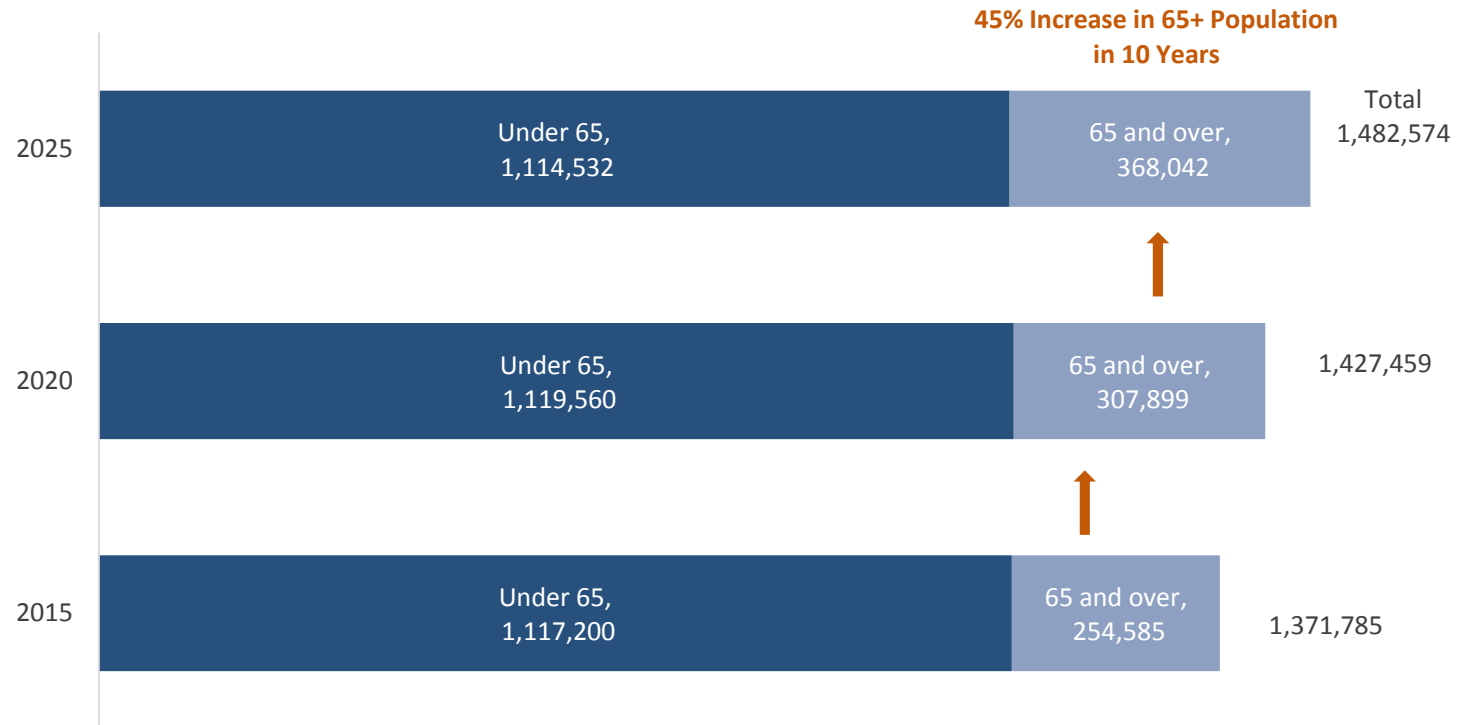 45% Increase in 65+ Population
in 10 Years
Total
2025
Under 65,
1,114,532
65 and over,
368,042
1,482,574
2020
Under 65,
1,119,560
65 and over,
307,899
1,427,459
2015
Under 65,
1,117,200
65 and over,
254,585
1,371,785